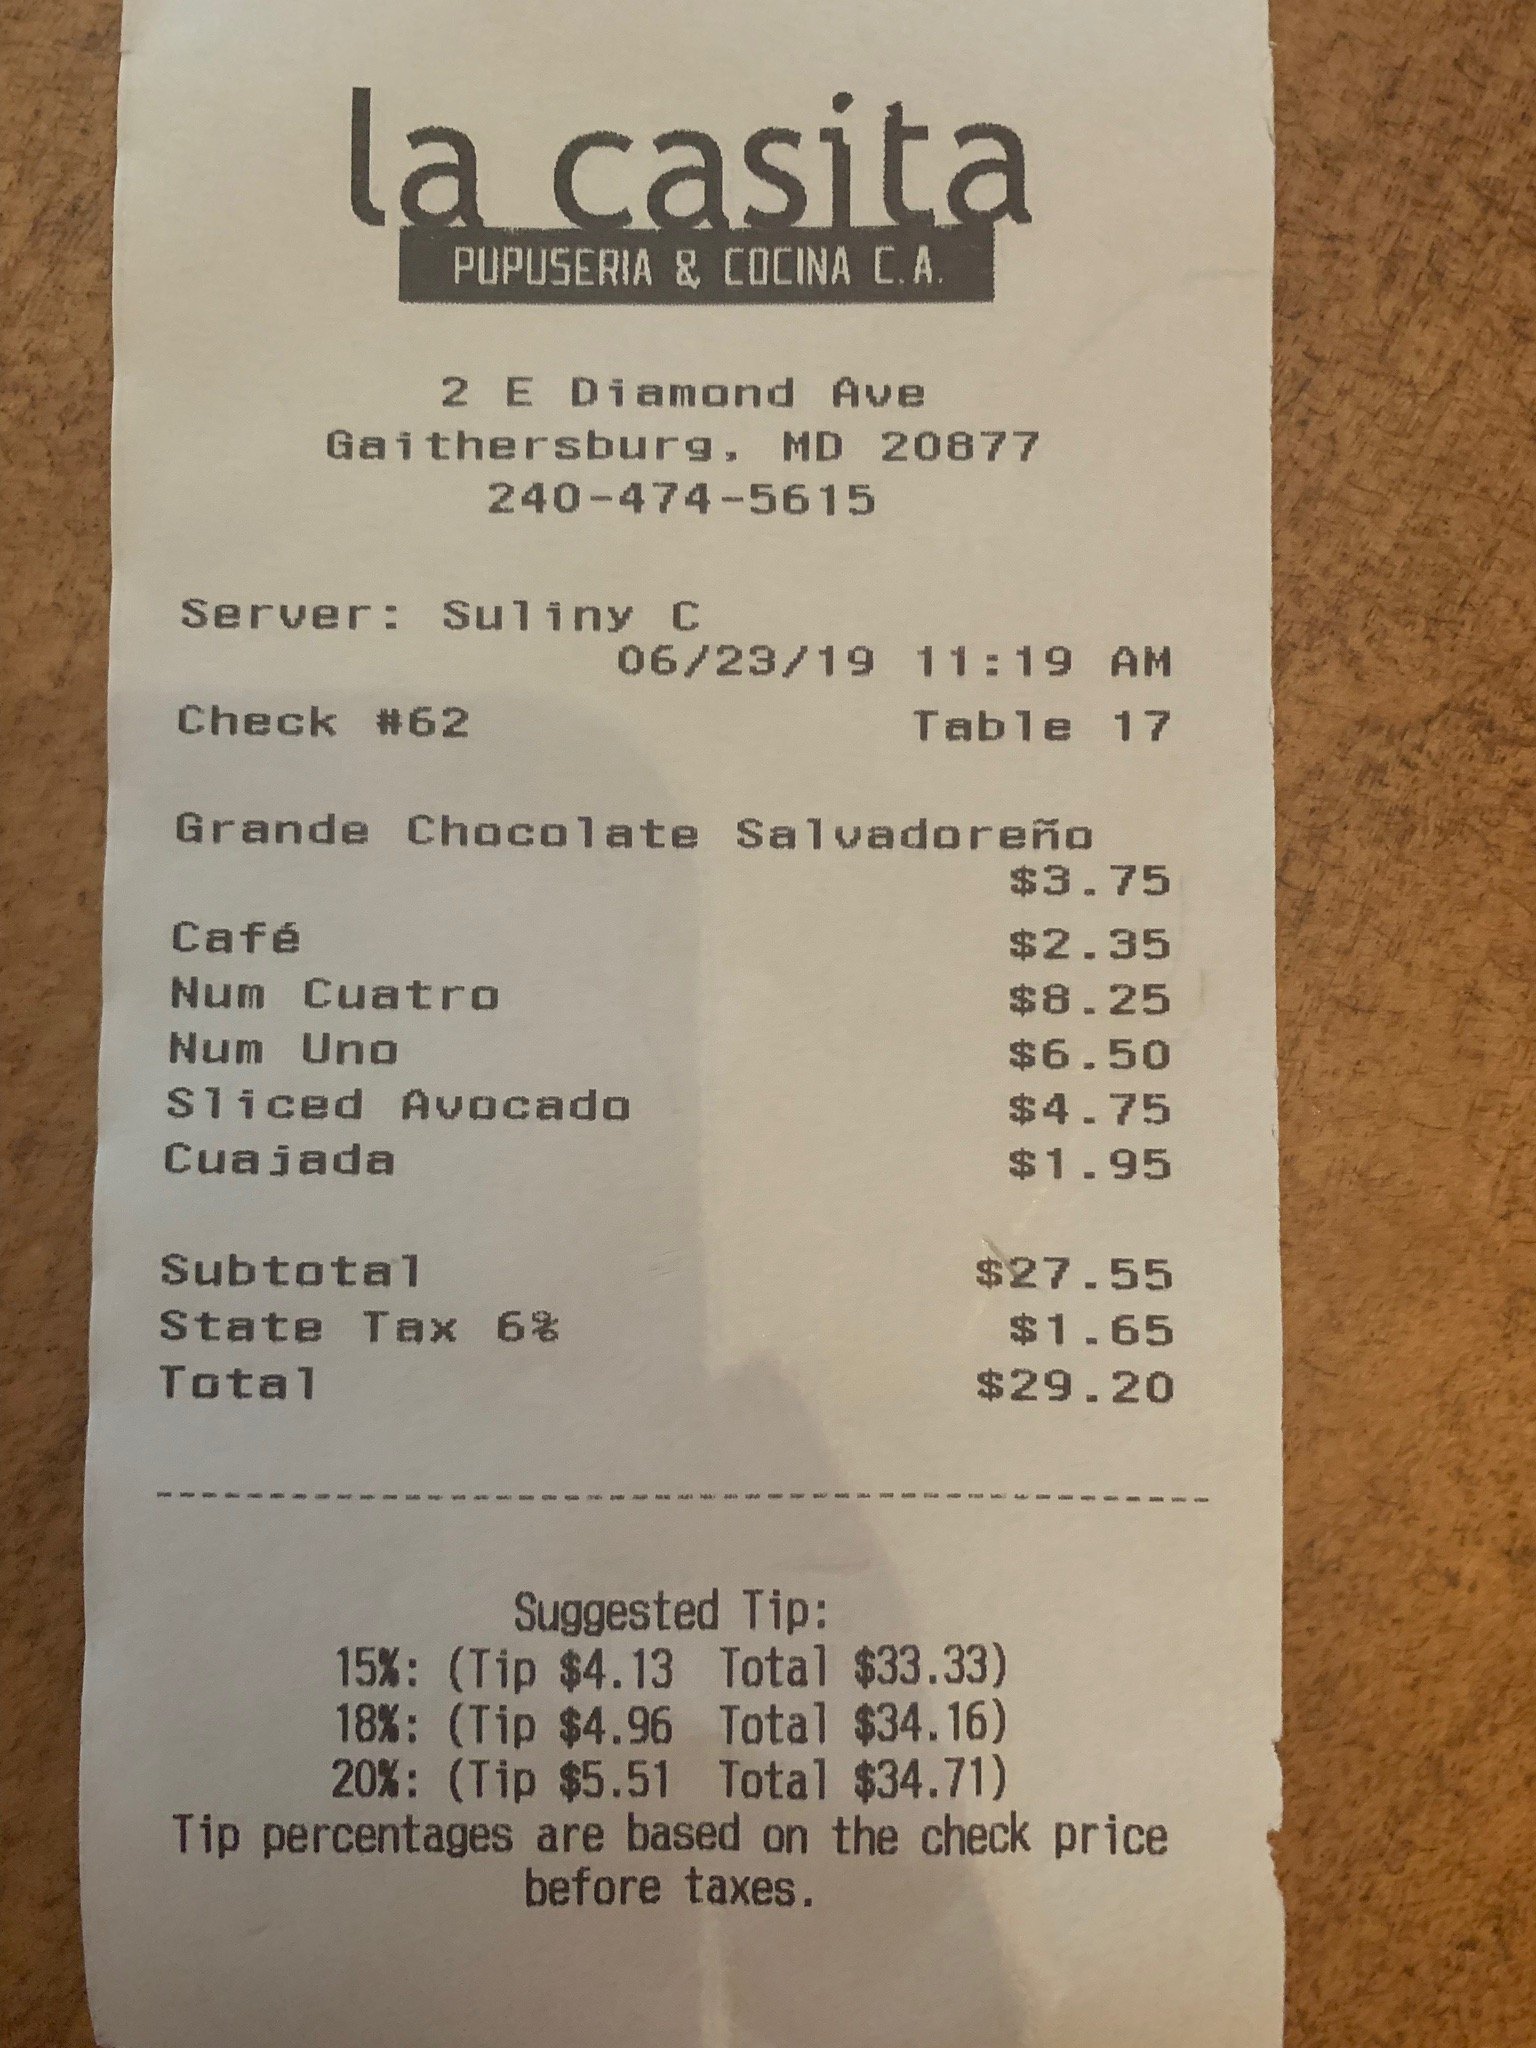 la casita
PUPUSERIA & COCINA C.A.
2 E Diamond Ave
Gaithersburg, MD 20877
240-474-5615
Server: Suliny C
06/23/19 11:19 AM
Check #62 Table 17
Grande Chocolate Salvadoreño
$3.75
Café $2.35
Num Cuatro $8.25
Num Uno $6.50
Sliced Avocado $4.75
Cuajada $1.95
Subtotal $27.55
State Tax 6% $1.65
Total $29.20
Suggested Tip:
15%: (Tip $4.13 Total $33.33)
18%: (Tip $4.96 Total $34.16)
20%: (Tip $5.51 Total $34.71)
Tip percentages are based on the check price
before taxes.